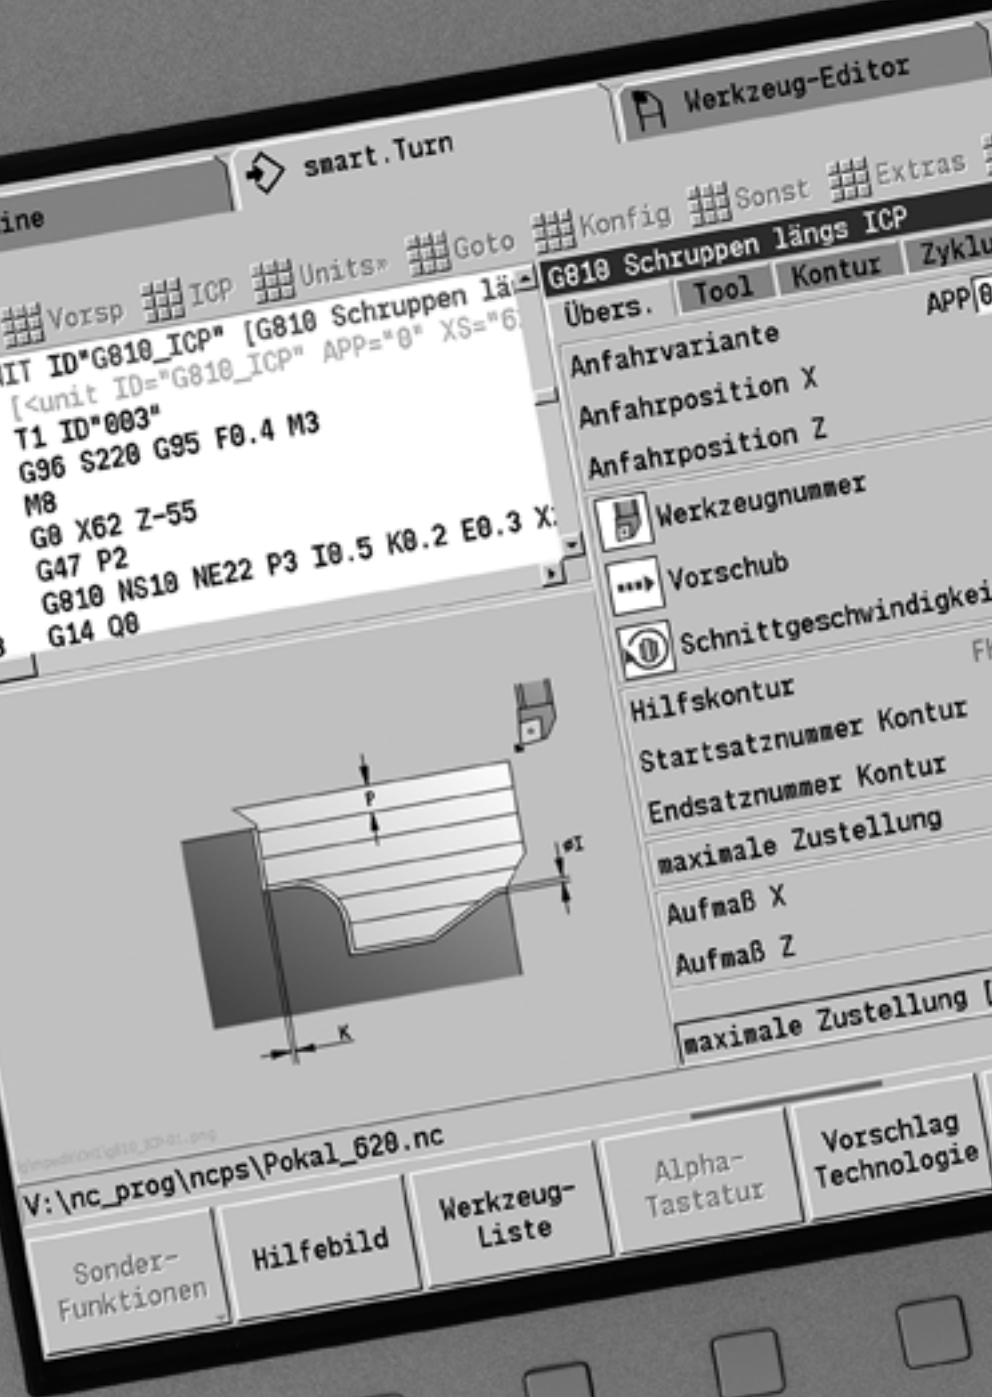 ine
smart.Turn
Werkzeug-Editor
Vorsp ICP Units» Goto Konfig Sonst Extras
NIT ID"G810_ICP" [G810 Schruppen lä
[<unit ID="G810_ICP" APP="0" XS="6
T1 ID"003"
G96 S220 G95 F0.4 M3
M8
G0 X62 Z-55
G47 P2
G810 NS10 NE22 P3 I0.5 K0.2 E0.3 X
G14 Q0
G810 Schruppen längs ICP
Übers. Tool Kontur Zyklu
Anfahrvariante APP 0
Anfahrposition X
Anfahrposition Z
Werkzeugnummer
Vorschub
Schnittgeschwindigkei
Hilfskontur FK
Startsatznummer Kontur
Endsatznummer Kontur
maximale Zustellung
Aufmaß X
Aufmaß Z
maximale Zustellung [
P
øI
K
V:\nc_prog\ncps\Pokal_620.nc
Sonder-
Funktionen
Hilfebild
Werkzeug-
Liste
Alpha-
Tastatur
Vorschlag
Technologie